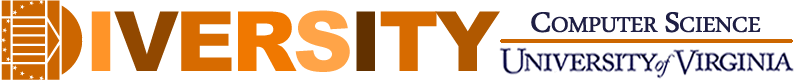 DIVERSITY
COMPUTER SCIENCE
UNIVERSITY of VIRGINIA